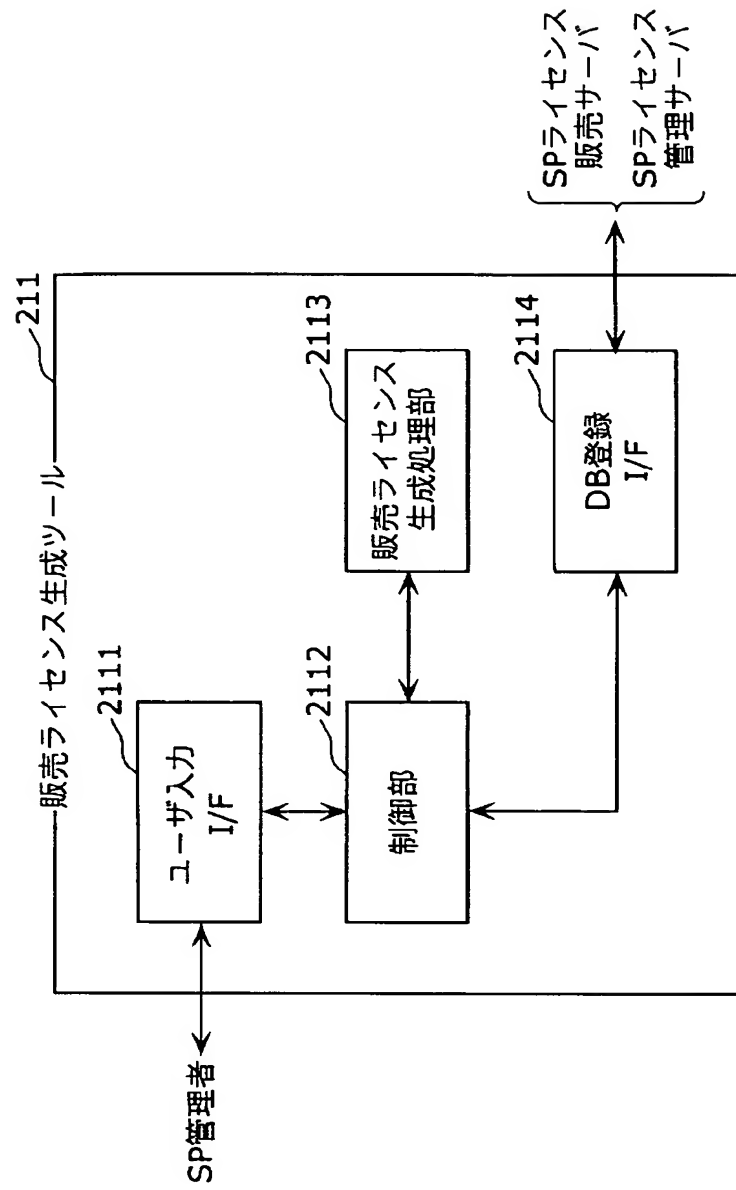 販売ライセンス生成ツール
211
SP管理者
2111
ユーザ入力
I/F
2112
制御部
2113
販売ライセンス
生成処理部
2114
DB登録
I/F
SPライセンス
販売サーバ
SPライセンス
管理サーバ